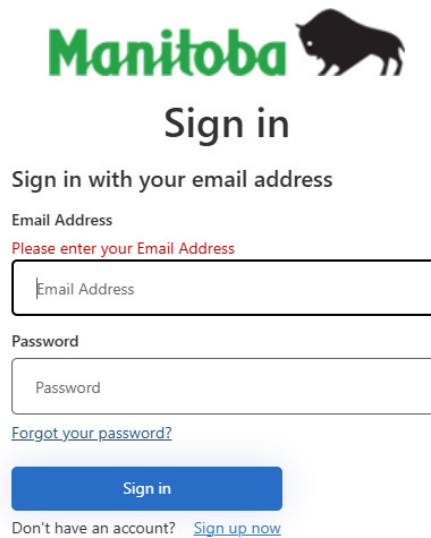 Manitoba
Sign in
Sign in with your email address
Email Address
Please enter your Email Address
Email Address
Password
Password
Forgot your password?
Sign in
Don't have an account? Sign up now